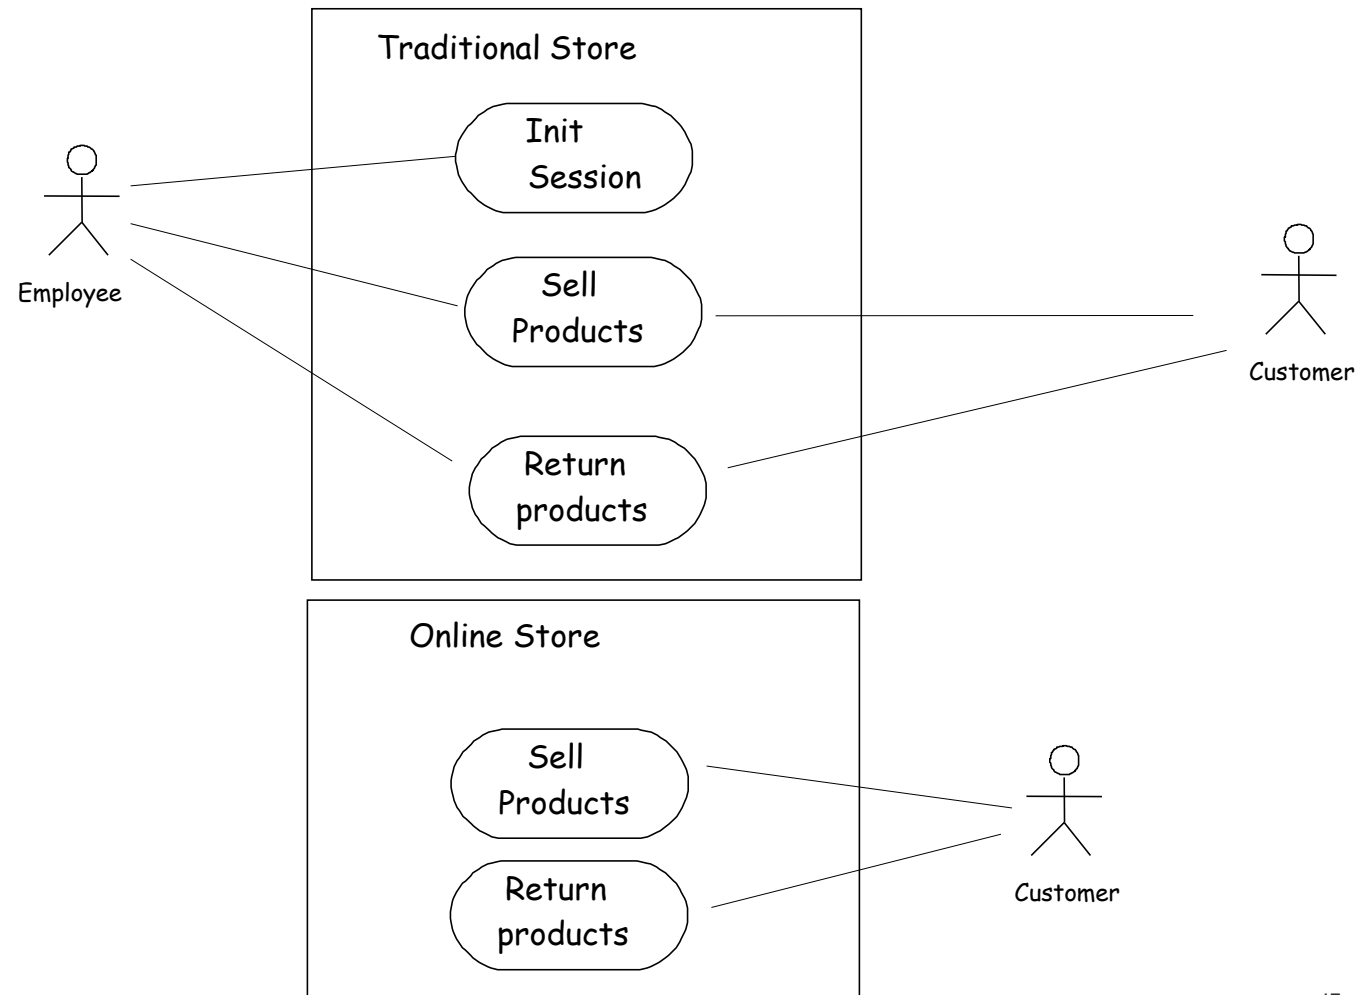 Traditional Store
Init
Session
Employee
Sell
Products
Customer
Return
products
Online Store
Sell
Products
Return
products
Customer